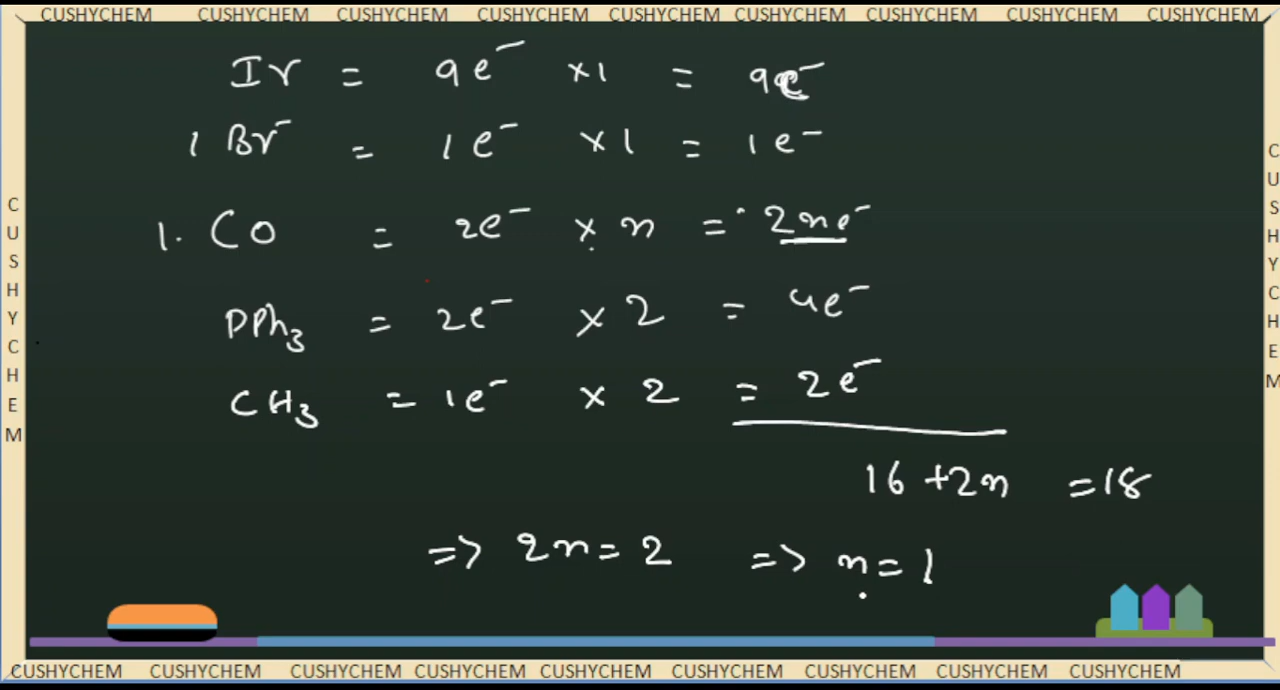 CUSHYCHEM CUSHYCHEM CUSHYCHEM CUSHYCHEM CUSHYCHEM CUSHYCHEM CUSHYCHEM CUSHYCHEM CUSHYCHEM
Ir = 9e⁻ ×1 = 9e⁻
1 Br⁻ = 1e⁻ ×1 = 1e⁻
1. CO = 2e⁻ × n = 2ne⁻
PPh₃ = 2e⁻ × 2 = 4e⁻
CH₃ = 1e⁻ × 2 = 2e⁻
16 + 2n = 18
=> 2n = 2 => n = 1
CUSHYCHEM
CUSHYCHEM
CUSHYCHEM CUSHYCHEM CUSHYCHEM CUSHYCHEM CUSHYCHEM CUSHYCHEM CUSHYCHEM CUSHYCHEM CUSHYCHEM